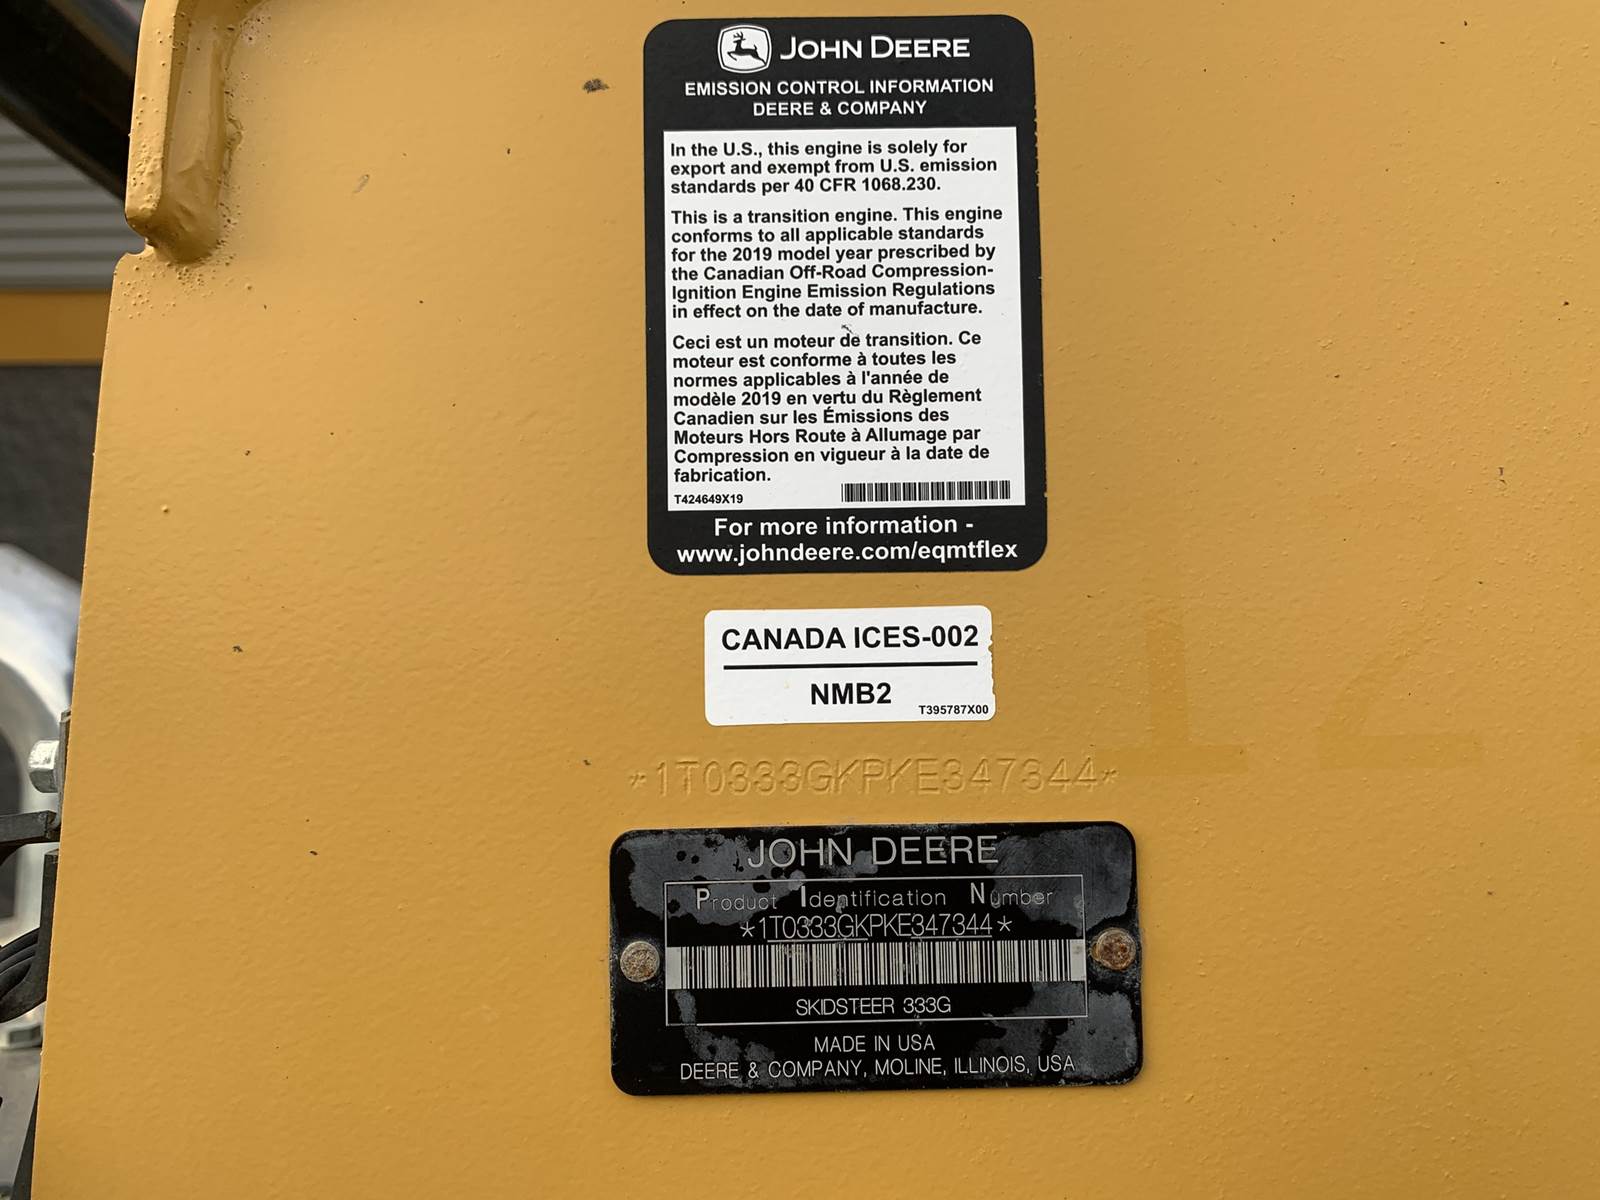 JOHN DEERE
EMISSION CONTROL INFORMATION
DEERE & COMPANY
In the U.S., this engine is solely for
export and exempt from U.S. emission
standards per 40 CFR 1068.230.
This is a transition engine. This engine
conforms to all applicable standards
for the 2019 model year prescribed by
the Canadian Off-Road Compression-
Ignition Engine Emission Regulations
in effect on the date of manufacture.
Ceci est un moteur de transition. Ce
moteur est conforme à toutes les
normes applicables à l'année de
modèle 2019 en vertu du Règlement
Canadien sur les Émissions des
Moteurs Hors Route à Allumage par
Compression en vigueur à la date de
fabrication.
T424649X19
For more information -
www.johndeere.com/eqmtflex
CANADA ICES-002
NMB2
T395787X00
*1T0333GKPKE347344*
JOHN DEERE
Product Identification Number
*1T0333GKPKE347344*
SKIDSTEER 333G
MADE IN USA
DEERE & COMPANY, MOLINE, ILLINOIS, USA